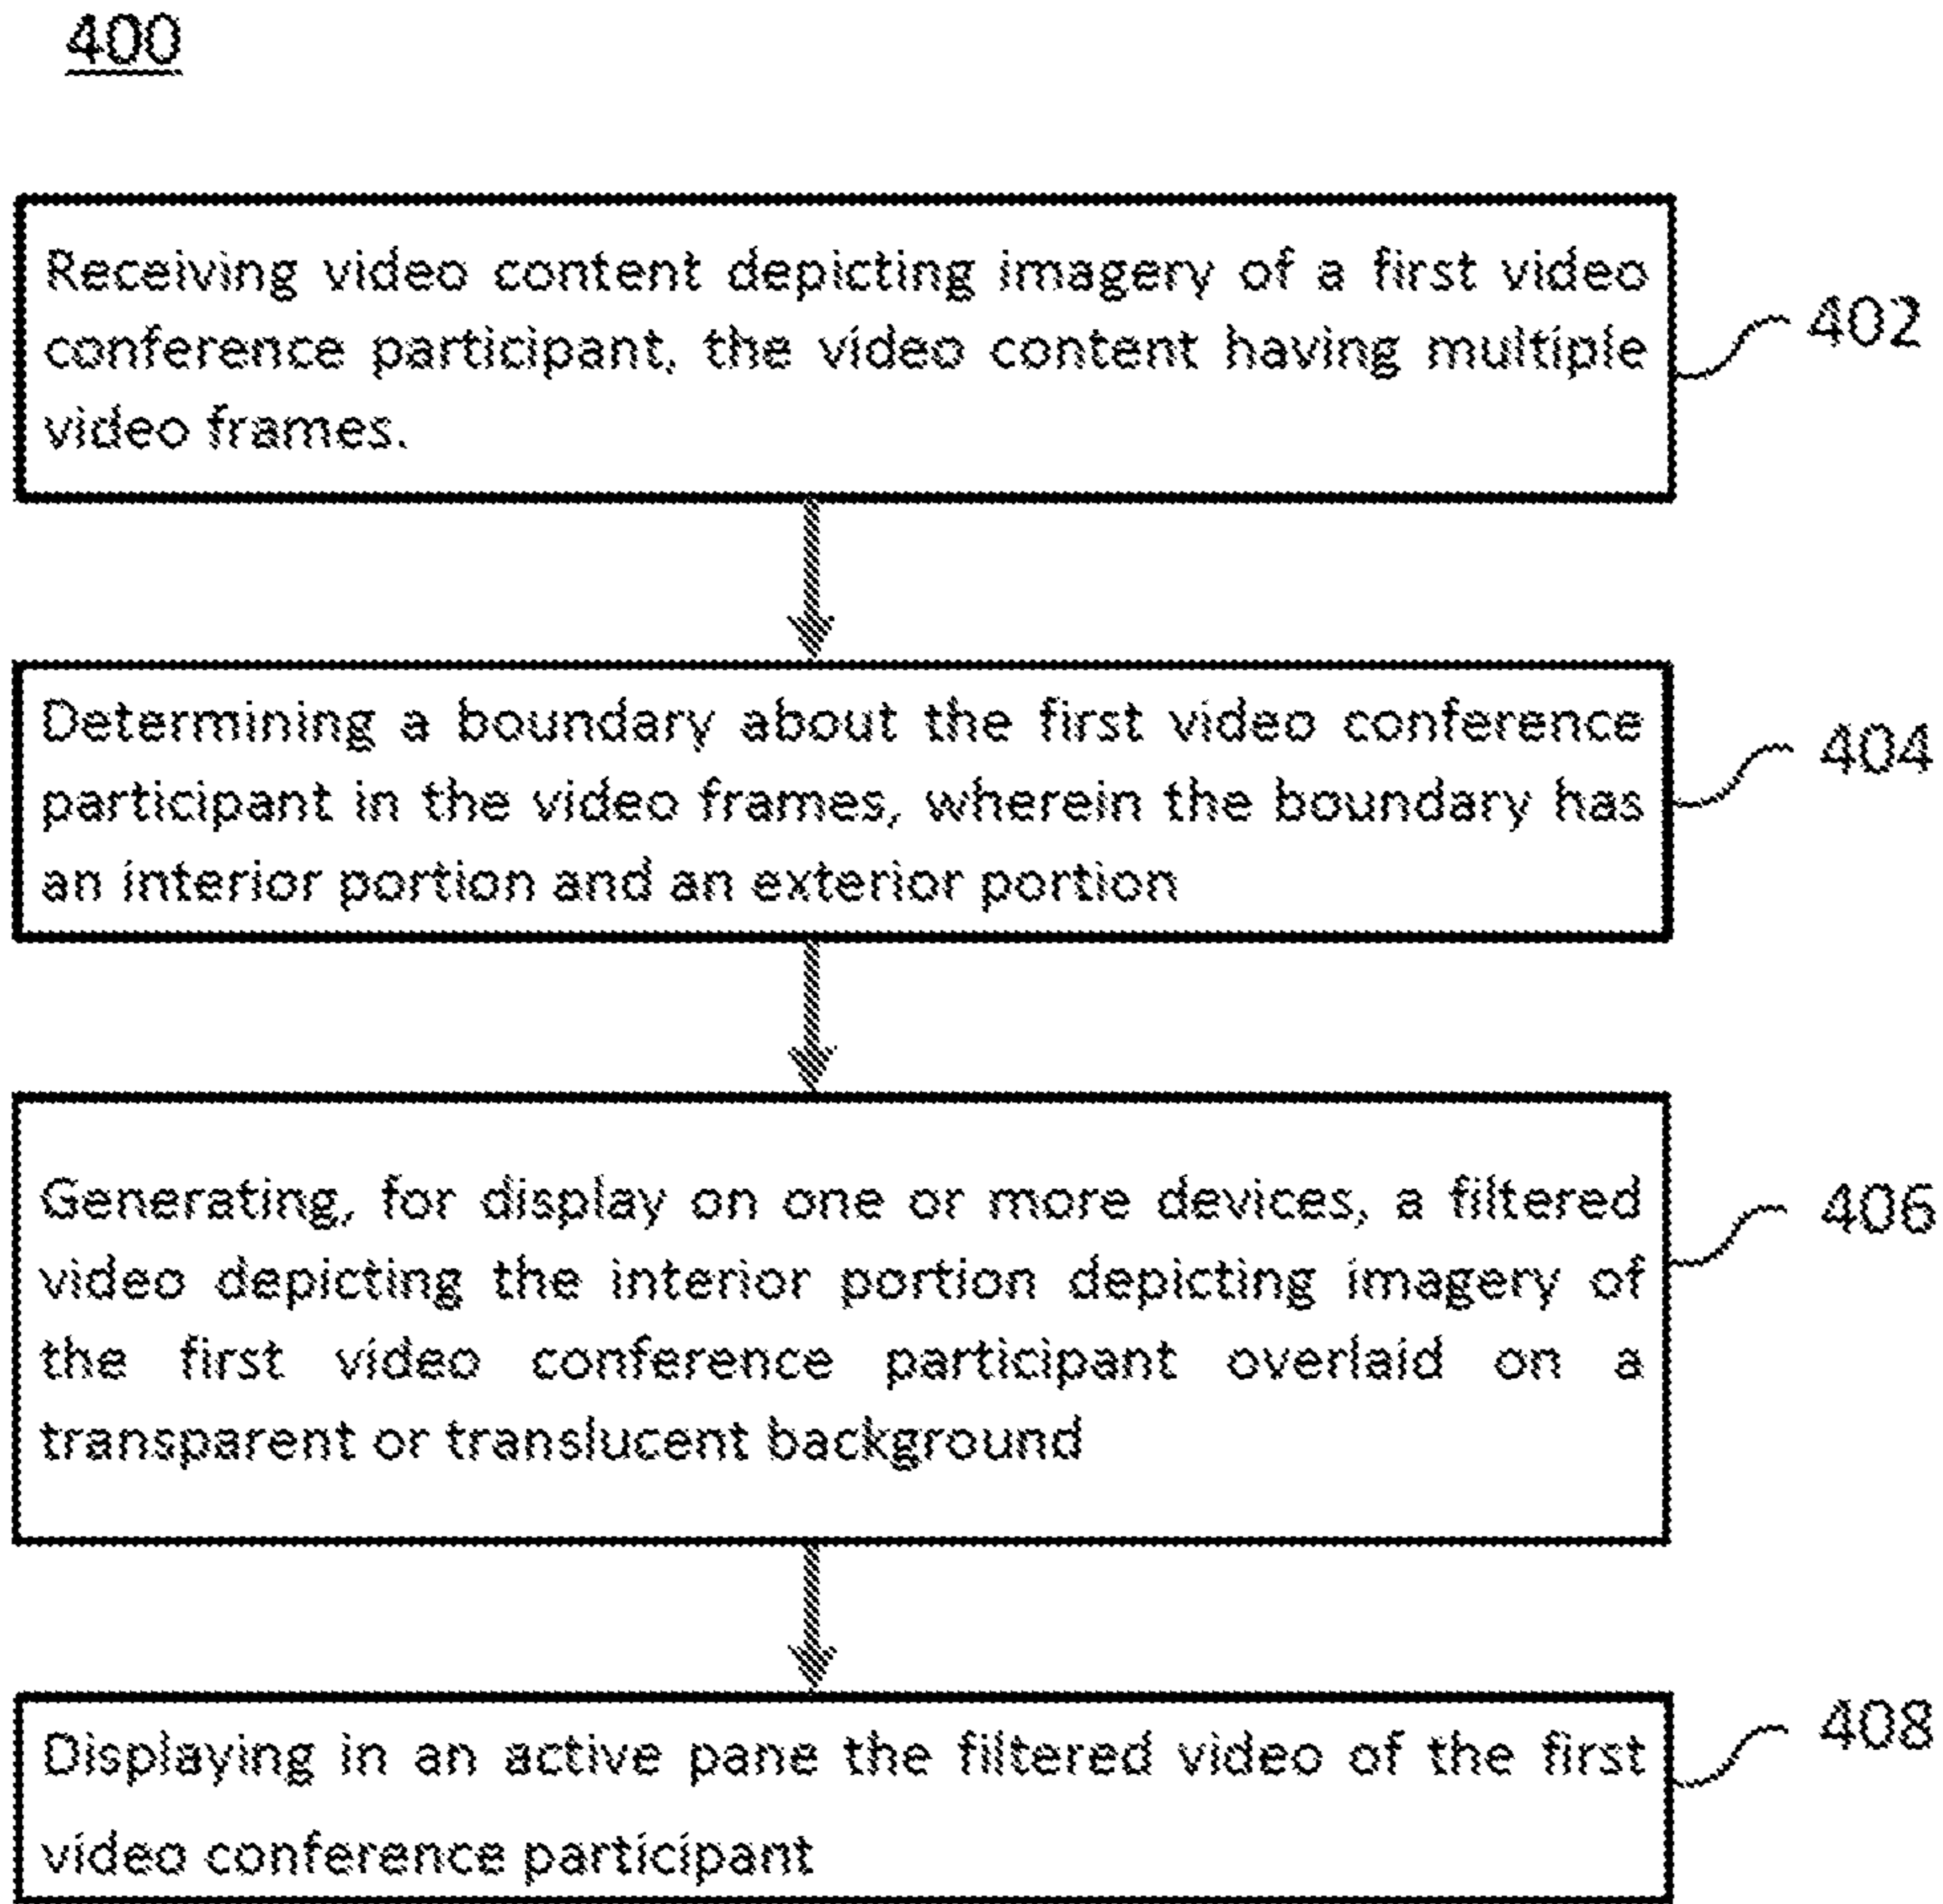 400
Receiving video content depicting imagery of a first video
conference participant, the video content having multiple
video frames.
402
Determining a boundary about the first video conference
participant in the video frames, wherein the boundary has
an interior portion and an exterior portion
404
Generating, for display on one or more devices, a filtered
video depicting the interior portion depicting imagery of
the first video conference participant overlaid on a
transparent or translucent background
406
Displaying in an active pane the filtered video of the first
video conference participant
408